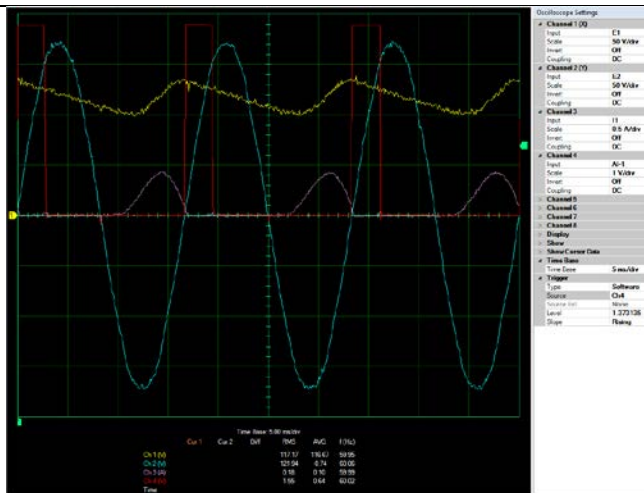 Oscilloscope Settings
Channel 1 (X)
Input E1
Scale 50 V/div
Invert Off
Coupling DC
Channel 2 (Y)
Input E2
Scale 50 V/div
Invert Off
Coupling DC
Channel 3
Input I1
Scale 0.5 A/div
Invert Off
Coupling DC
Channel 4
Input AI-1
Scale 1 V/div
Invert Off
Coupling DC
Channel 5
Channel 6
Channel 7
Channel 8
Display
Show
Show Cursor Data
Time Base
Time Base 5 ms/div
Trigger
Type Software
Source Ch4
None
Level 1.373136
Slope Rising
Time Base: 5.00 ms/div
Cur 1 Cur 2 Diff RMS AVG f (Hz)
Ch 1 (V) 117.17 116.67 59.95
Ch 2 (V) 121.94 -0.74 60.06
Ch 3 (A) 0.18 0.10 59.99
Ch 4 (V) 1.55 0.64 60.02
Time